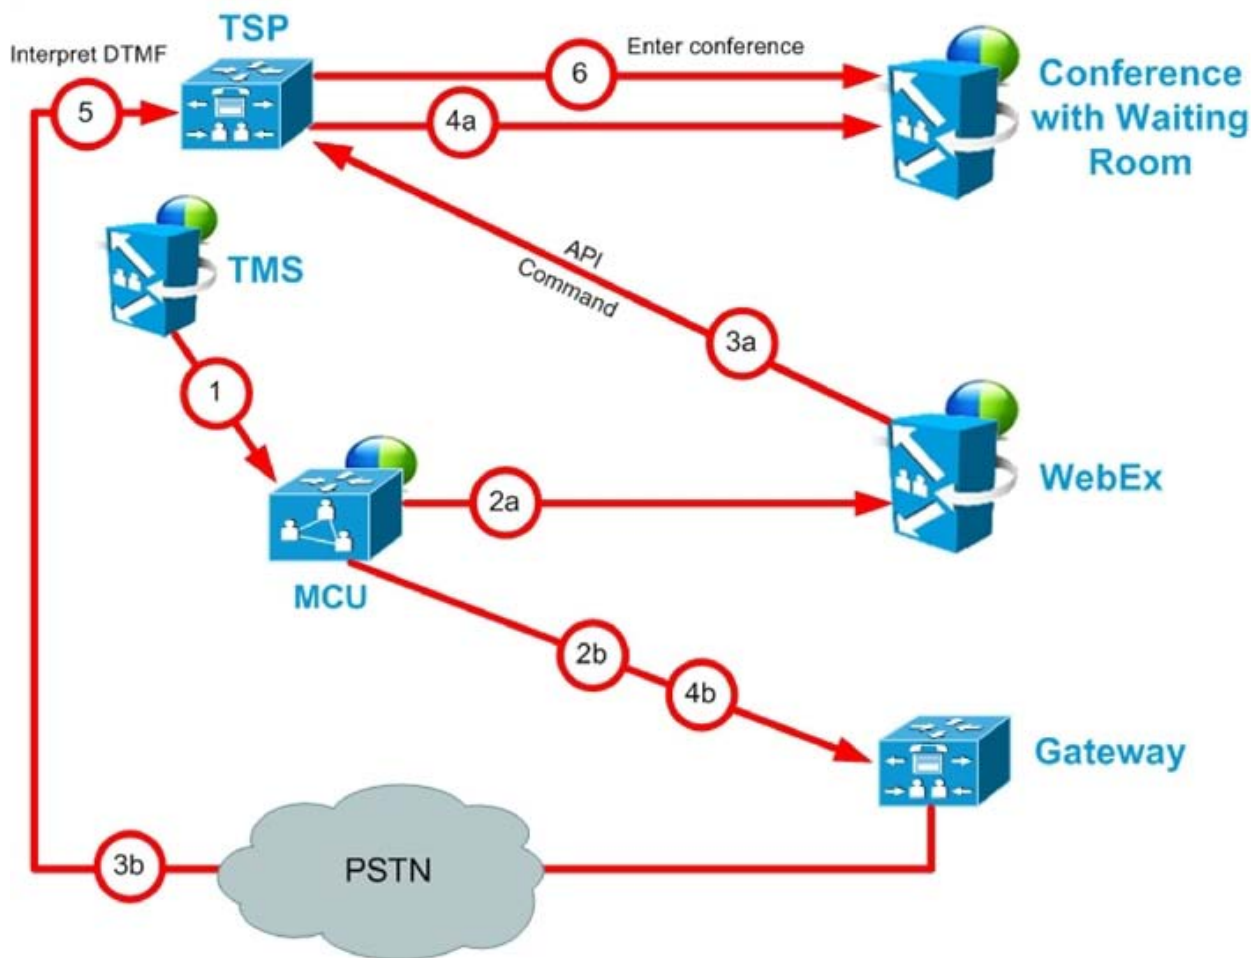 TSP
Interpret DTMF
Enter conference
6
5
4a
Conference
with Waiting
Room
TMS
API
Command
3a
1
WebEx
2a
MCU
2b
4b
Gateway
3b
PSTN